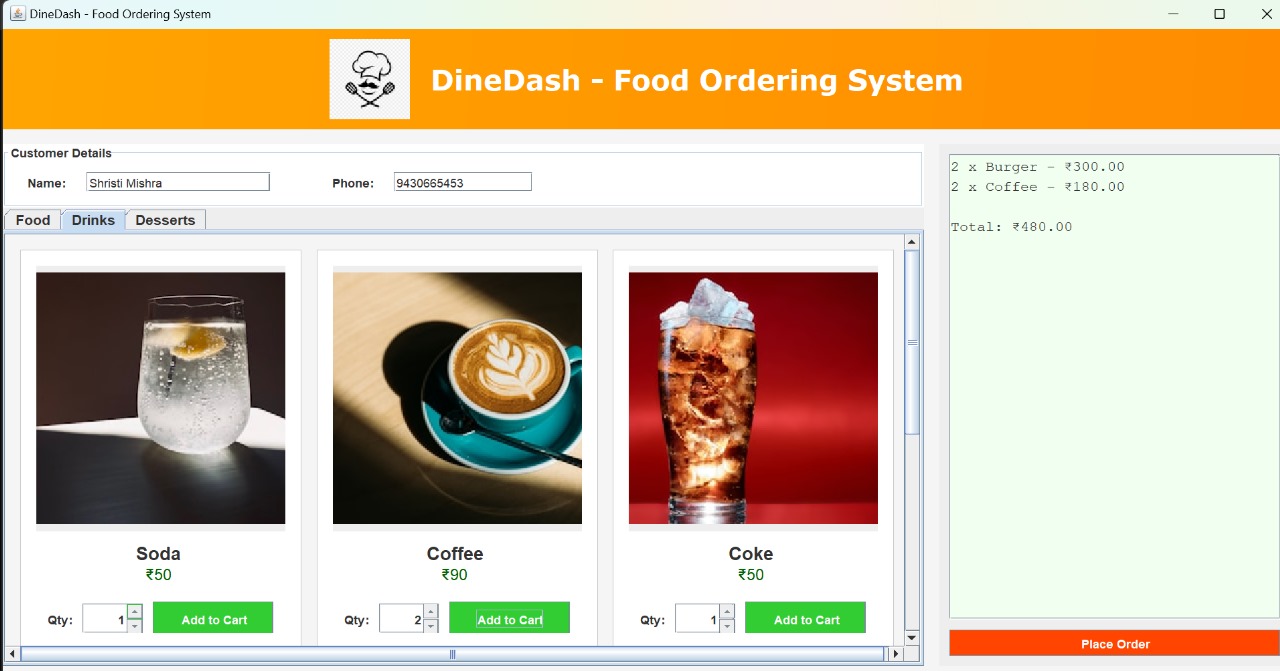 DineDash - Food Ordering System
DineDash - Food Ordering System
Customer Details
Name: Shristi Mishra Phone: 9430665453
Food Drinks Desserts
Soda
₹50
Qty: 1 Add to Cart
Coffee
₹90
Qty: 2 Add to Cart
Coke
₹50
Qty: 1 Add to Cart
2 x Burger - ₹300.00
2 x Coffee - ₹180.00
Total: ₹480.00
Place Order